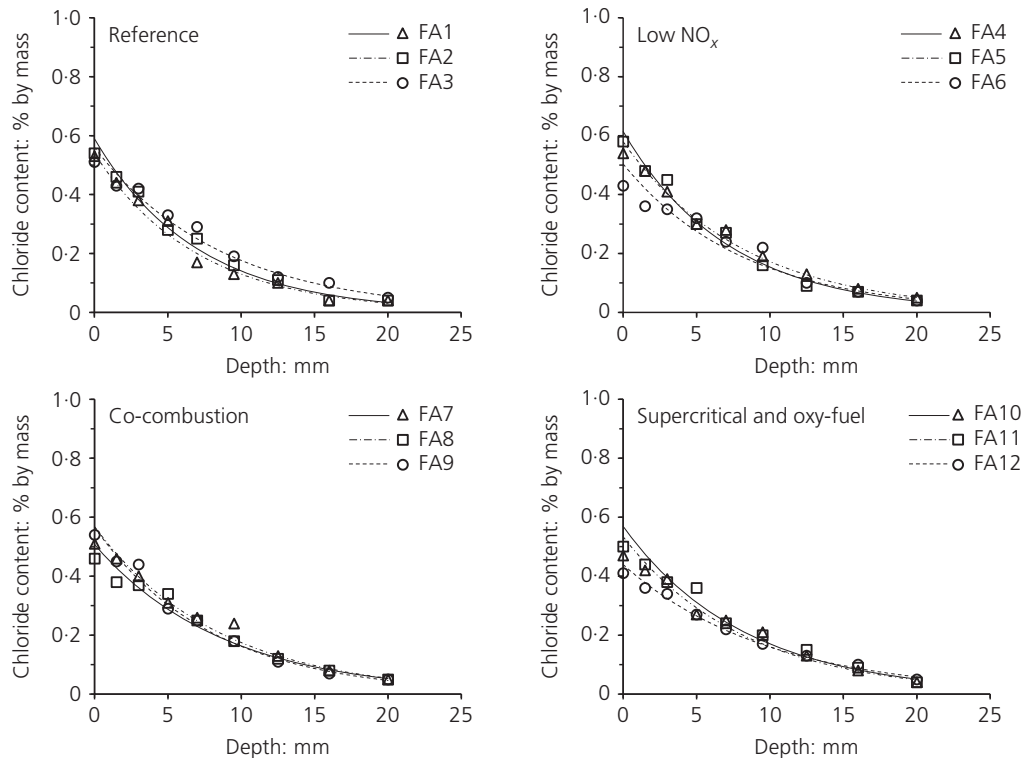 Reference
FA1
FA2
FA3
Chloride content: % by mass
1·0
0·8
0·6
0·4
0·2
0
0 5 10 15 20 25
Depth: mm
Low NOx
FA4
FA5
FA6
Chloride content: % by mass
1·0
0·8
0·6
0·4
0·2
0
0 5 10 15 20 25
Depth: mm
Co-combustion
FA7
FA8
FA9
Chloride content: % by mass
1·0
0·8
0·6
0·4
0·2
0
0 5 10 15 20 25
Depth: mm
Supercritical and oxy-fuel
FA10
FA11
FA12
Chloride content: % by mass
1·0
0·8
0·6
0·4
0·2
0
0 5 10 15 20 25
Depth: mm